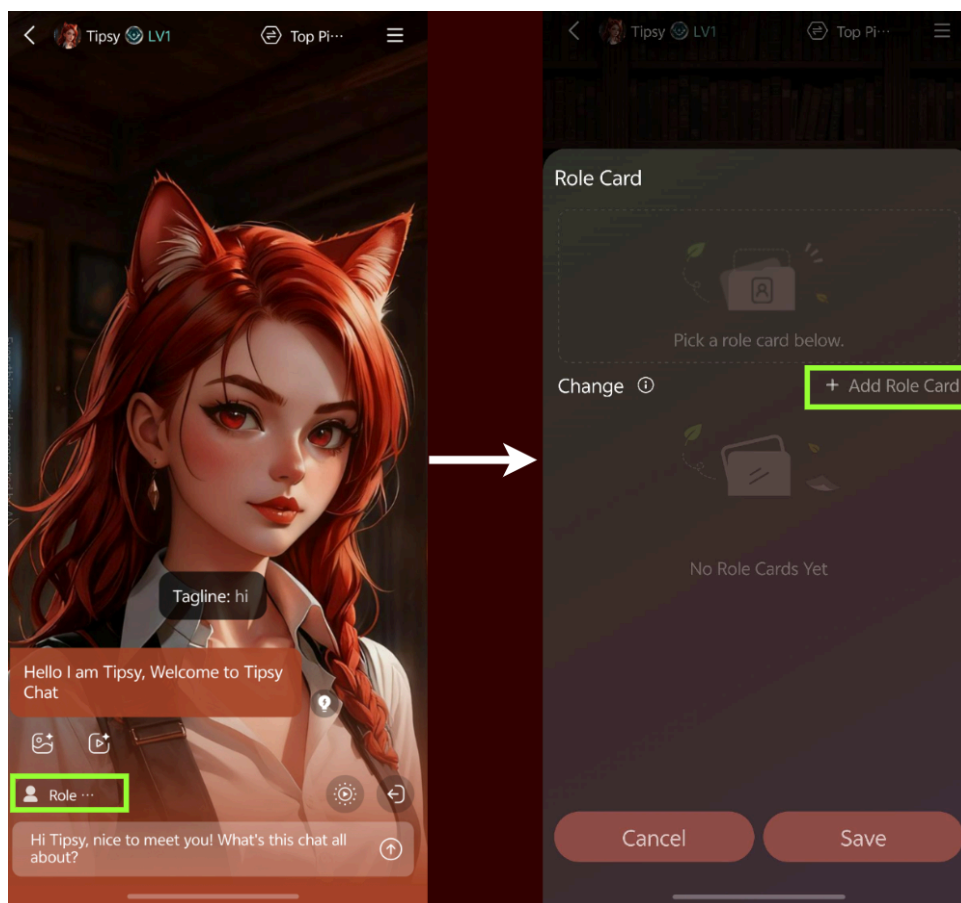 Tipsy LV1
Top Pi···
Tagline: hi
Hello I am Tipsy, Welcome to Tipsy
Chat
Role ···
Hi Tipsy, nice to meet you! What's this chat all
about?
Tipsy LV1
Top Pi···
Role Card
Pick a role card below.
Change
+ Add Role Card
No Role Cards Yet
Cancel
Save